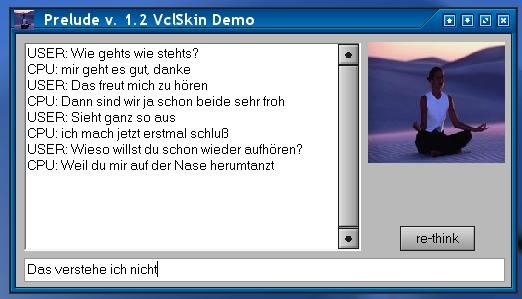 Prelude v. 1.2 VclSkin Demo
USER: Wie gehts wie stehts?
CPU: mir geht es gut, danke
USER: Das freut mich zu hören
CPU: Dann sind wir ja schon beide sehr froh
USER: Sieht ganz so aus
CPU: ich mach jetzt erstmal schluß
USER: Wieso willst du schon wieder aufhören?
CPU: Weil du mir auf der Nase herumtanzt
re-think
Das verstehe ich nicht